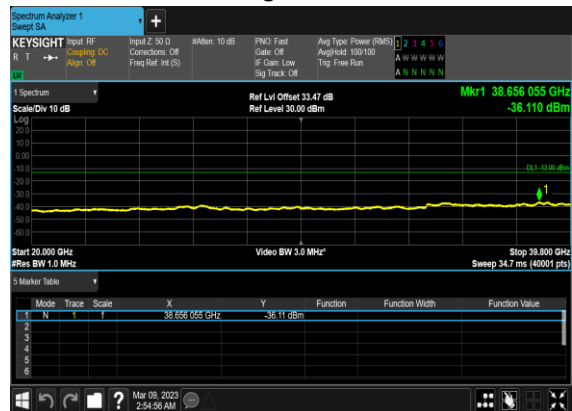 Spectrum Analyzer 1
Swept SA
+
KEYSIGHT Input: RF Input Z: 50 Ω #Atten: 10 dB PNO: Fast Avg Type: Power (RMS) 1 2 3 4 5 6
R T Coupling: DC Corrections: Off Gate: Off Avg|Hold: 100/100 A W W W W W
Align: Off Freq Ref: Int (S) IF Gain: Low Trig: Free Run
Sig Track: Off A N N N N N
LXI
1 Spectrum Ref Lvl Offset 33.47 dB Mkr1 38.656 055 GHz
Scale/Div 10 dB Ref Level 30.00 dBm -36.110 dBm
Log
20.0
10.0
0.00
-10.0 DL1 -13.00 dBm
-20.0
-30.0 1
-40.0
-50.0
-60.0
Start 20.000 GHz Video BW 3.0 MHz* Stop 39.800 GHz
#Res BW 1.0 MHz Sweep 34.7 ms (40001 pts)
5 Marker Table
Mode Trace Scale X Y Function Function Width Function Value
1 N 1 f 38.656 055 GHz -36.11 dBm
2
3
4
5
6
? Mar 09, 2023
2:54:56 AM